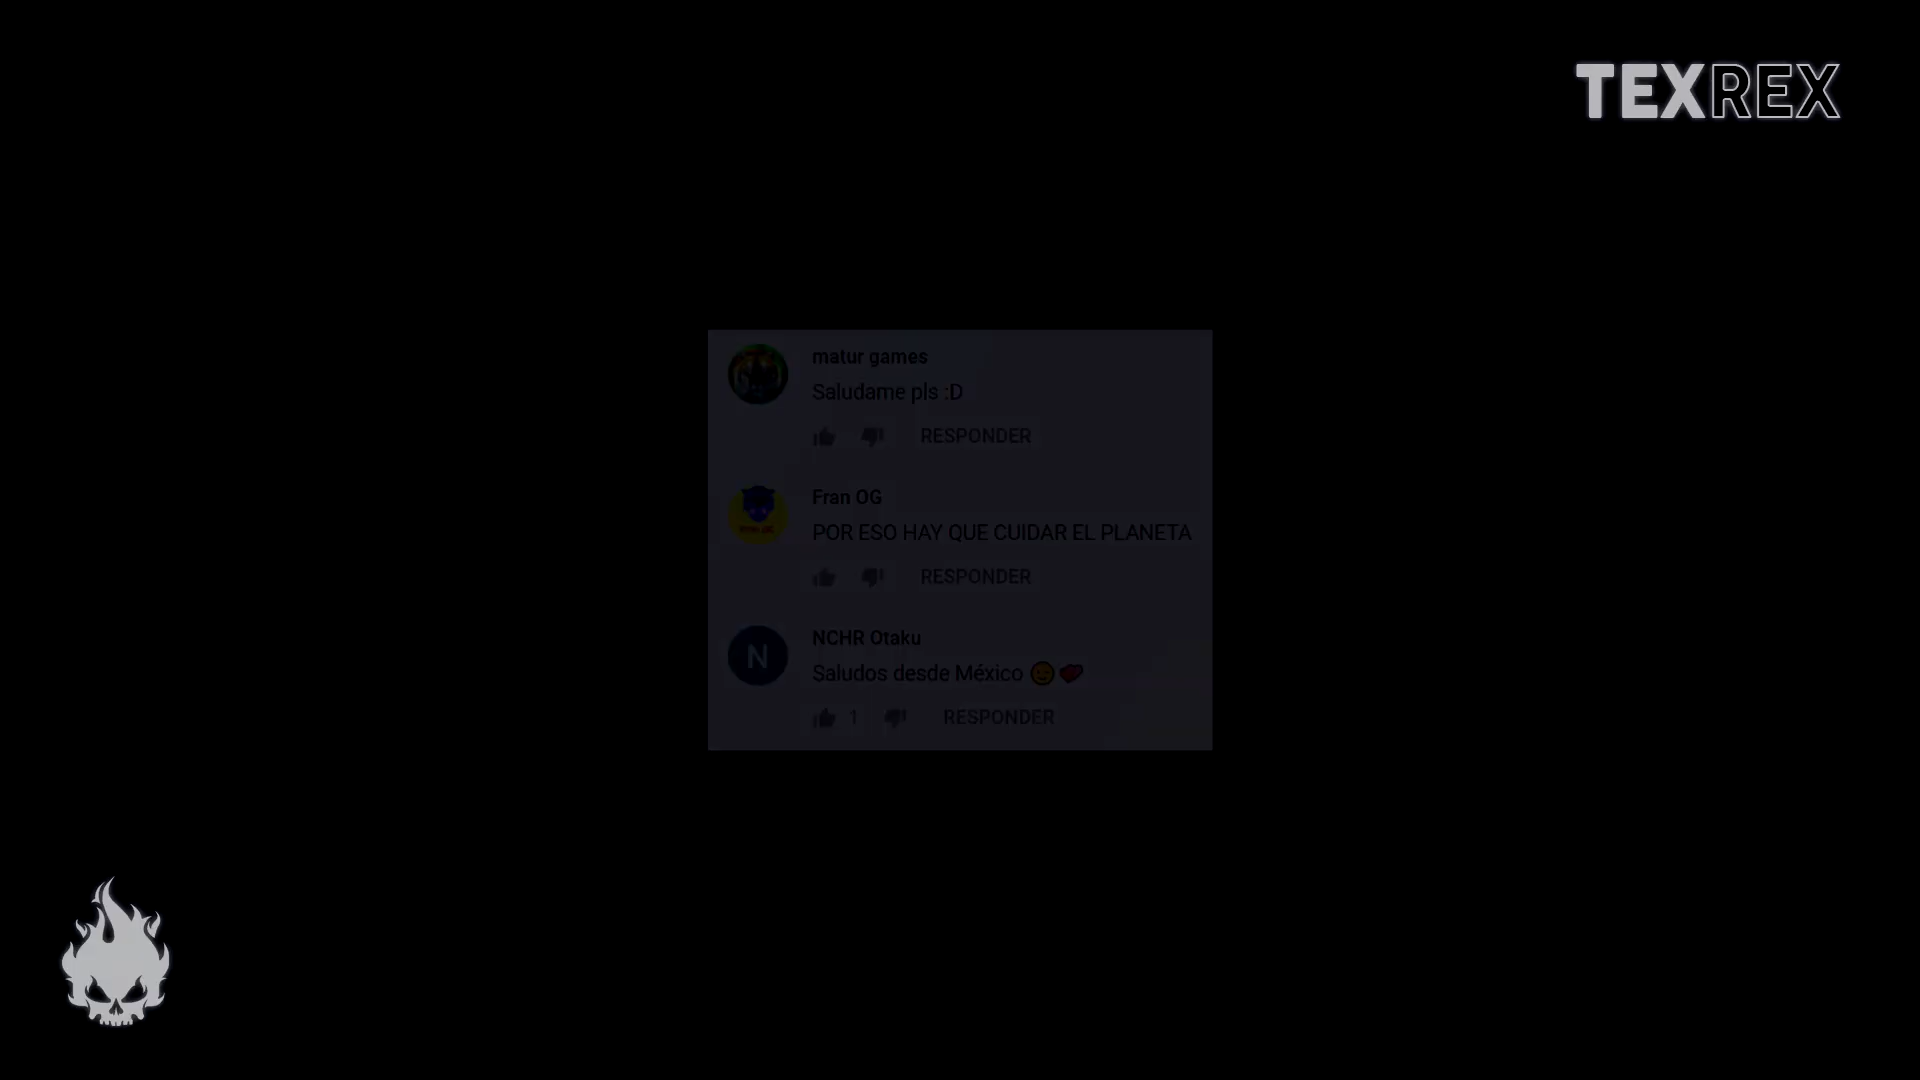 TEXREX
matur games
Saludame pls :D
RESPONDER
Fran OG
POR ESO HAY QUE CUIDAR EL PLANETA
RESPONDER
N
NCHR Otaku
Saludos desde México 😊❤️
1
RESPONDER